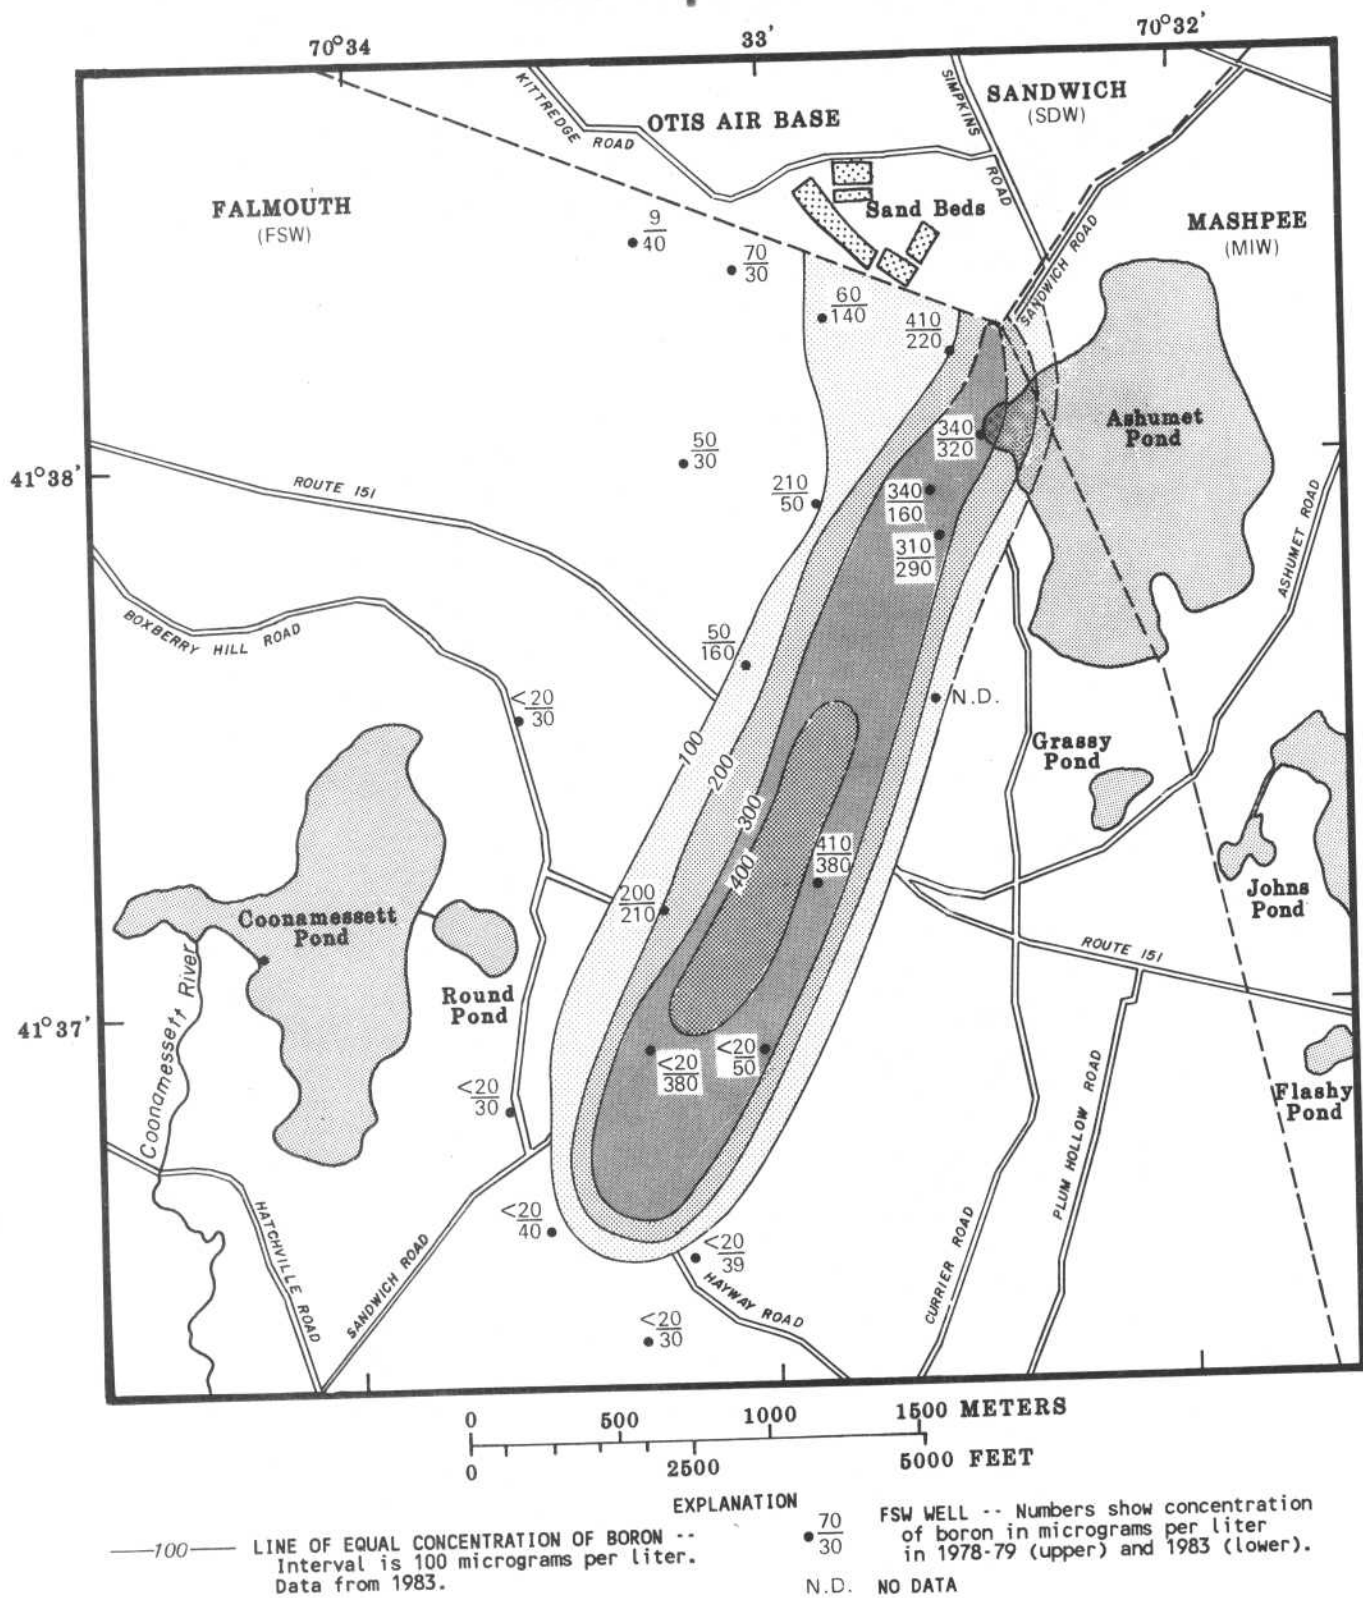 70°34
33'
70°32'
KITTREDGE ROAD
OTIS AIR BASE
SIMPKINS ROAD
SANDWICH
(SDW)
FALMOUTH
(FSW)
Sand Beds
SANDWICH ROAD
MASHPEE
(MIW)
9
40
70
30
60
140
410
220
Ashumet
Pond
340
320
50
30
41°38'
ROUTE 151
210
50
340
160
310
290
ASHUMET ROAD
BOXBERRY HILL ROAD
50
160
<20
30
N.D.
100
200
300
400
Grassy
Pond
410
380
200
210
Coonamessett
Pond
Johns
Pond
ROUTE 151
Round
Pond
Coonamessett River
41°37'
<20
380
<20
50
<20
30
PLUM HOLLOW ROAD
Flashy
Pond
<20
40
<20
39
HATCHVILLE ROAD
SANDWICH ROAD
HAYWAY ROAD
CURRIER ROAD
<20
30
0 500 1000 1500 METERS
0 2500 5000 FEET
EXPLANATION
100 LINE OF EQUAL CONCENTRATION OF BORON --
Interval is 100 micrograms per liter.
Data from 1983.
70
30
FSW WELL -- Numbers show concentration
of boron in micrograms per liter
in 1978-79 (upper) and 1983 (lower).
N.D. NO DATA